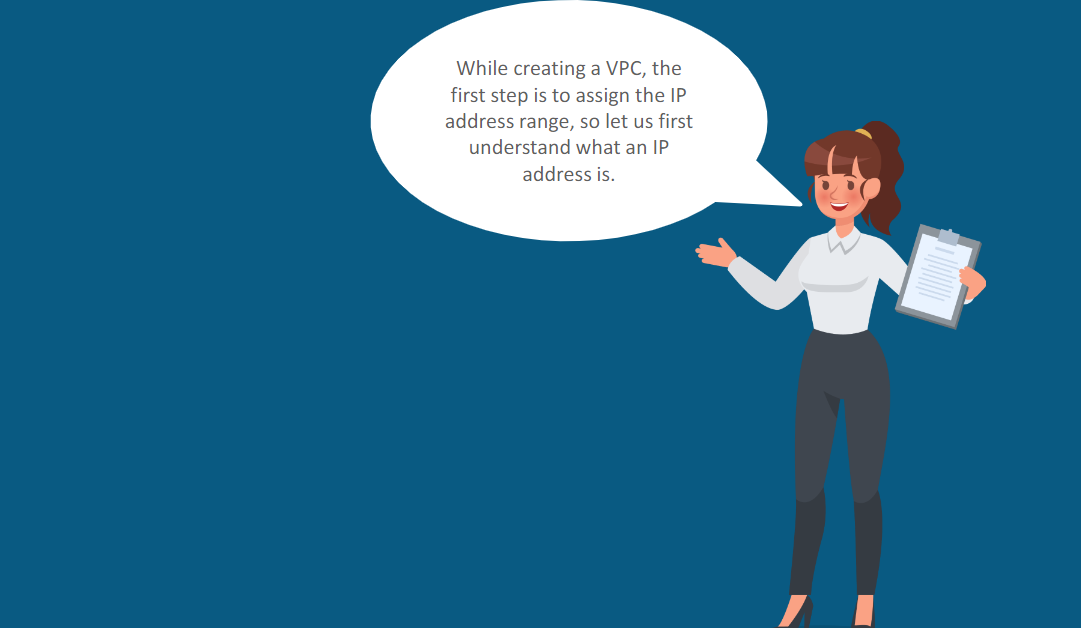 While creating a VPC, the
first step is to assign the IP
address range, so let us first
understand what an IP
address is.